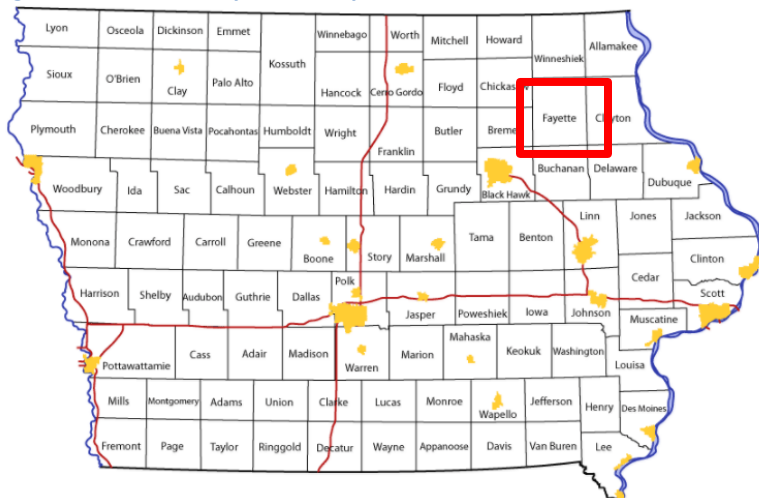 Lyon Osceola Dickinson Emmet Winnebago Worth Mitchell Howard Allamakee
Kossuth Winneshiek
Sioux O'Brien Clay Palo Alto Hancock Cerro Gordo Floyd
Fayette
Plymouth Cherokee Buena Vista Pocahontas Humboldt Wright Franklin Butler
Woodbury Ida Sac Calhoun Webster Hamilton Hardin Grundy Black Hawk Buchanan Delaware Dubuque
Monona Crawford Carroll Greene Boone Story Marshall Tama Benton Linn Jones Jackson
Clinton
Harrison Shelby Audubon Guthrie Dallas Polk Jasper Poweshiek Iowa Johnson Cedar Scott
Muscatine
Pottawattamie Cass Adair Madison Warren Marion Mahaska Keokuk Washington Louisa
Mills Montgomery Adams Union Clarke Lucas Monroe Wapello Jefferson Henry Des Moines
Fremont Page Taylor Ringgold Decatur Wayne Appanoose Davis Van Buren Lee